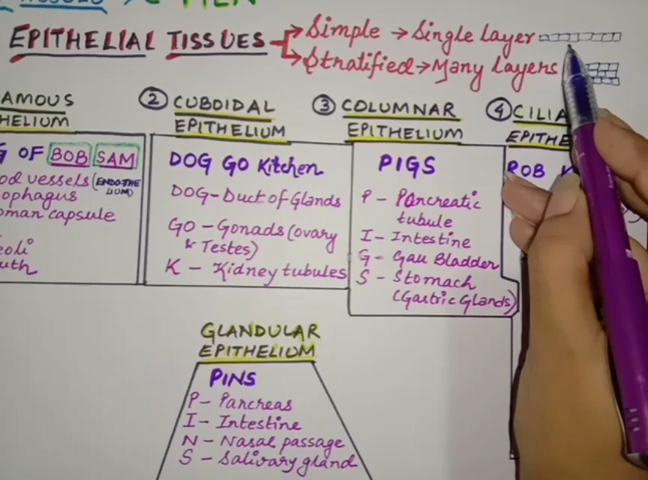 EPITHELIAL TISSUES
Simple → Single Layer
Stratified → Many Layers
AMOUS
HELIUM
G OF BOB SAM
od vessels (ENDOTHE
LIUM)
ophagus
oman capsule
eoli
uth
② CUBOIDAL
EPITHELIUM
DOG GO Kitchen
DOG - Duct of Glands
GO - Gonads (ovary
& Testes)
K - Kidney tubules
③ COLUMNAR
EPITHELIUM
PIGS
P - Pancreatic
tubule
I - Intestine
G - Gall Bladder
S - Stomach
(Gastric Glands)
④ CILIA
EPITHE
ROB K
GLANDULAR
EPITHELIUM
PINS
P - Pancreas
I - Intestine
N - Nasal passage
S - Salivary gland